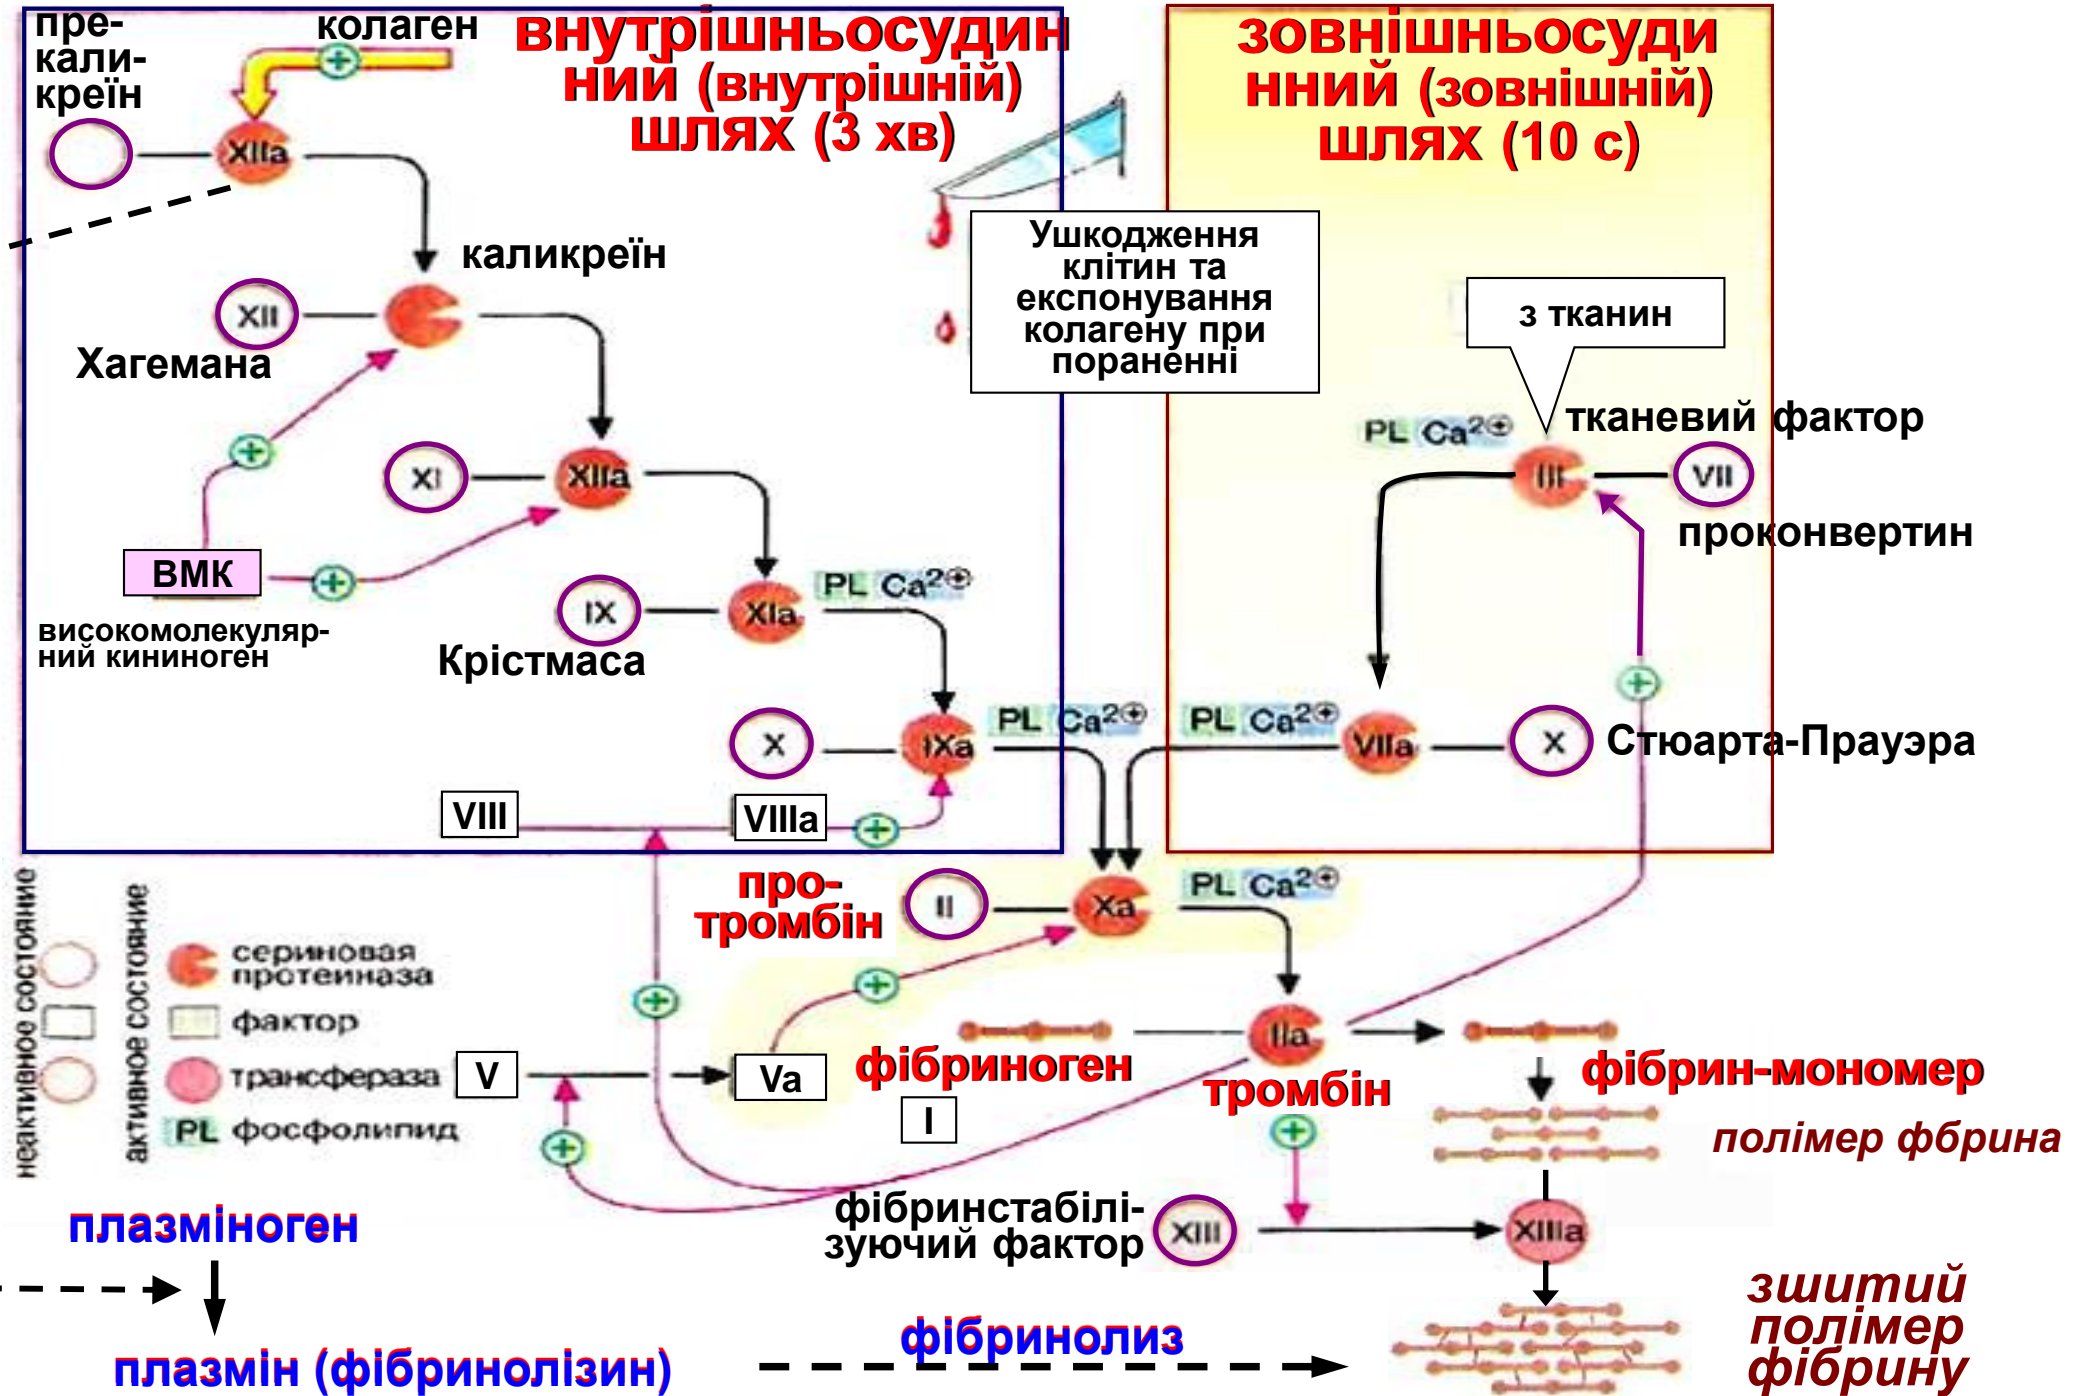 пре-
кали-
креїн
колаген
внутрішньосудин
ний (внутрішній)
шлях (3 хв)
зовнішньосуди
нний (зовнішній)
шлях (10 с)
XIIa
каликреїн
XII
Хагемана
Ушкодження
клітин та
експонування
колагену при
пораненні
з тканин
PL Ca²⊕
тканевий фактор
III
VII
проконвертин
XI
XIIa
ВМК
високомолекуляр-
ний кининоген
IX
XIa
PL Ca²⊕
Крістмаса
X
IXa
PL Ca²⊕
PL Ca²⊕
VIIa
X
Стюарта-Прауэра
VIII
VIIIa
про-
тромбін
II
Xa
PL Ca²⊕
неактивное состояние
активное состояние
сериновая
протеиназа
фактор
трансфераза
PL фосфолипид
V
Va
фібриноген
I
IIa
тромбін
фібрин-мономер
полімер фбрина
фібринстабілі-
зуючий фактор
XIII
XIIIa
плазміноген
плазмін (фібринолізин)
фібринолиз
зшитий
полімер
фібрину